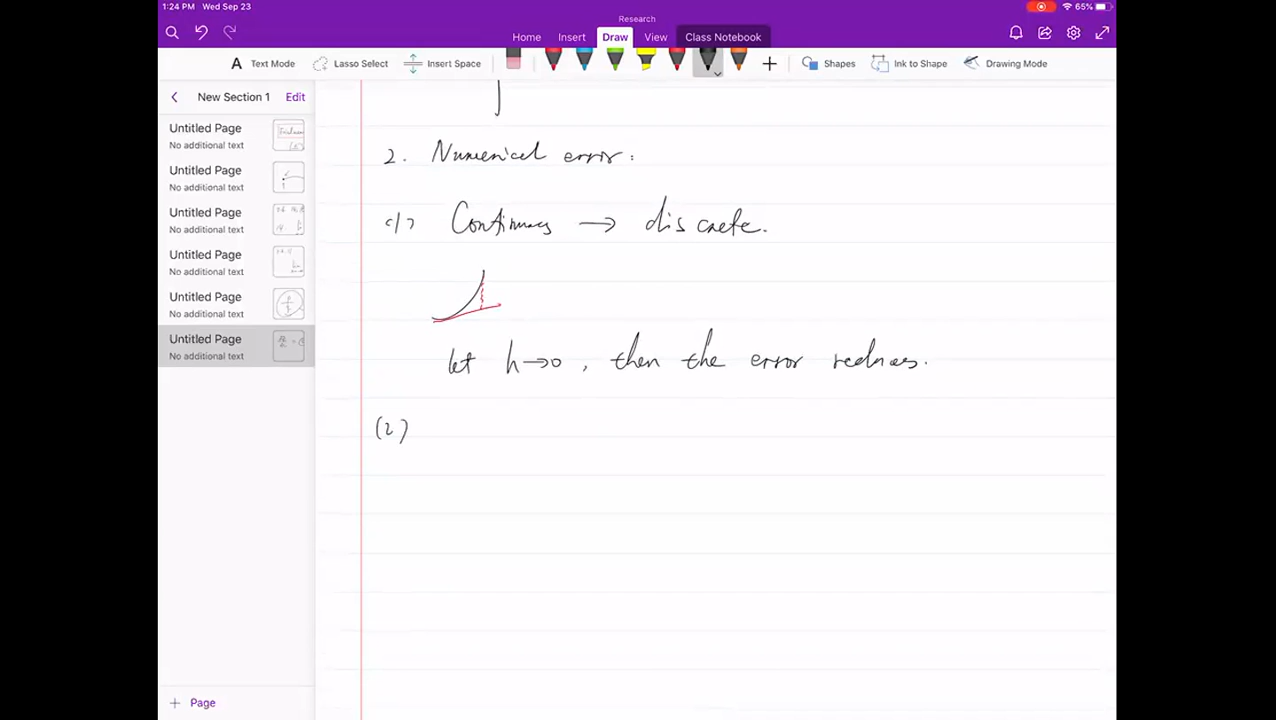 1:24 PM Wed Sep 23
65%
Research
Home Insert Draw View Class Notebook
Text Mode Lasso Select Insert Space Shapes Ink to Shape Drawing Mode
New Section 1 Edit
Untitled Page
No additional text
Untitled Page
No additional text
Untitled Page
No additional text
Untitled Page
No additional text
Untitled Page
No additional text
Untitled Page
No additional text
Page
2. Numerical error:
(1) Continuous → discrete.
let h→0, then the error reduces.
(2)